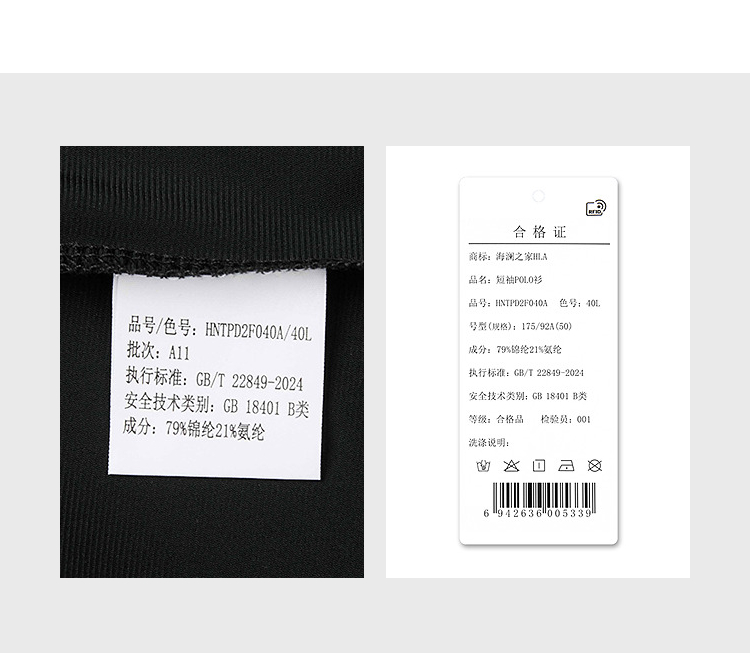 品号/色号: HNTPD2F040A/40L
批次: A11
执行标准: GB/T 22849-2024
安全技术类别: GB 18401 B类
成分: 79%锦纶21%氨纶
RFID
合格证
商标: 海澜之家HLA
品名: 短袖POLO衫
品号: HNTPD2F040A 色号: 40L
号型(规格): 175/92A(50)
成分: 79%锦纶21%氨纶
执行标准: GB/T 22849-2024
安全技术类别: GB 18401 B类
等级: 合格品 检验员: 001
洗涤说明:
6 942636 005339